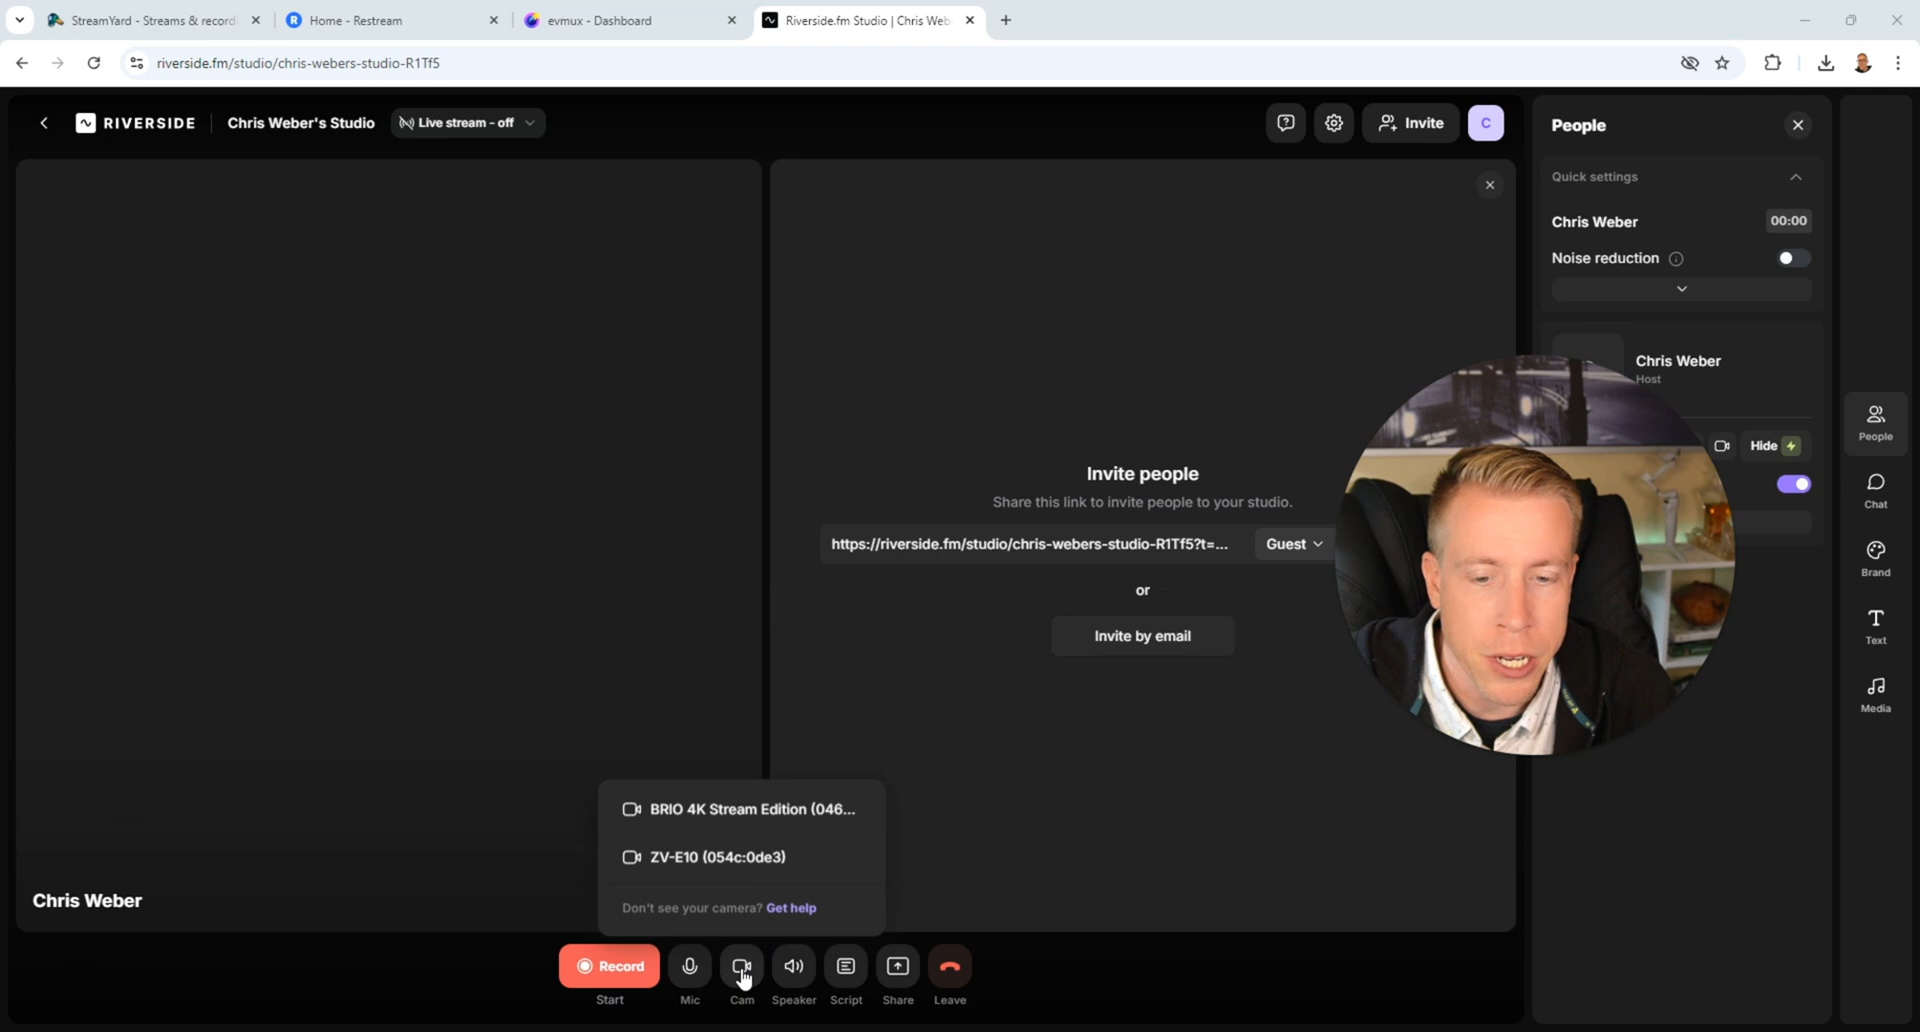 StreamYard - Streams & recordi
Home - Restream
evmux - Dashboard
Riverside.fm Studio | Chris Web
riverside.fm/studio/chris-webers-studio-R1Tf5
RIVERSIDE
Chris Weber's Studio
Live stream - off
Invite
C
People
Quick settings
Chris Weber
00:00
Noise reduction
Chris Weber
Host
Hide
Invite people
Share this link to invite people to your studio.
https://riverside.fm/studio/chris-webers-studio-R1Tf5?t=...
Guest
or
Invite by email
People
Chat
Brand
Text
Media
BRIO 4K Stream Edition (046...
ZV-E10 (054c:0de3)
Don't see your camera? Get help
Chris Weber
Record
Start
Mic
Cam
Speaker
Script
Share
Leave